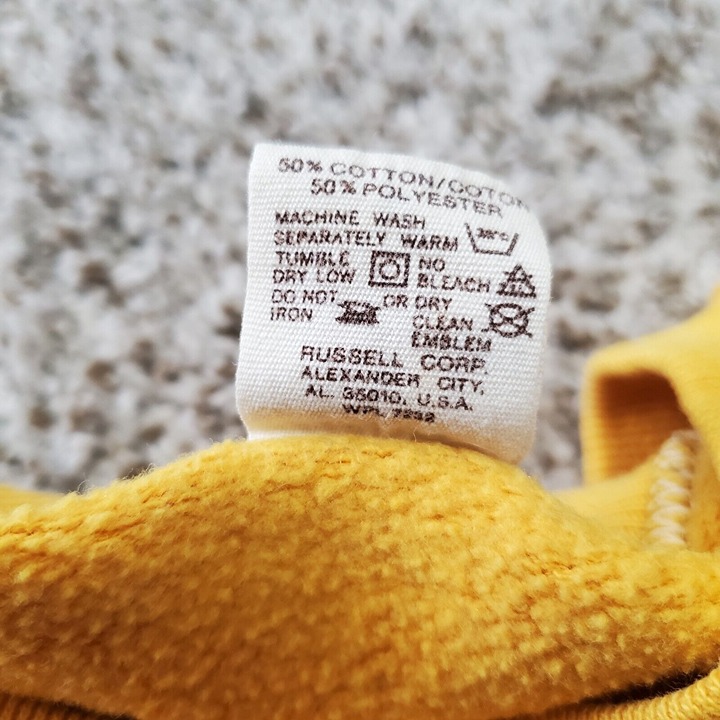 50% COTTON/COTON
50% POLYESTER
MACHINE WASH
SEPARATELY WARM
TUMBLE
DRY LOW
NO
BLEACH
DO NOT
IRON
OR DRY
CLEAN
EMBLEM
RUSSELL CORP.
ALEXANDER CITY,
AL. 35010, U.S.A.
WPL